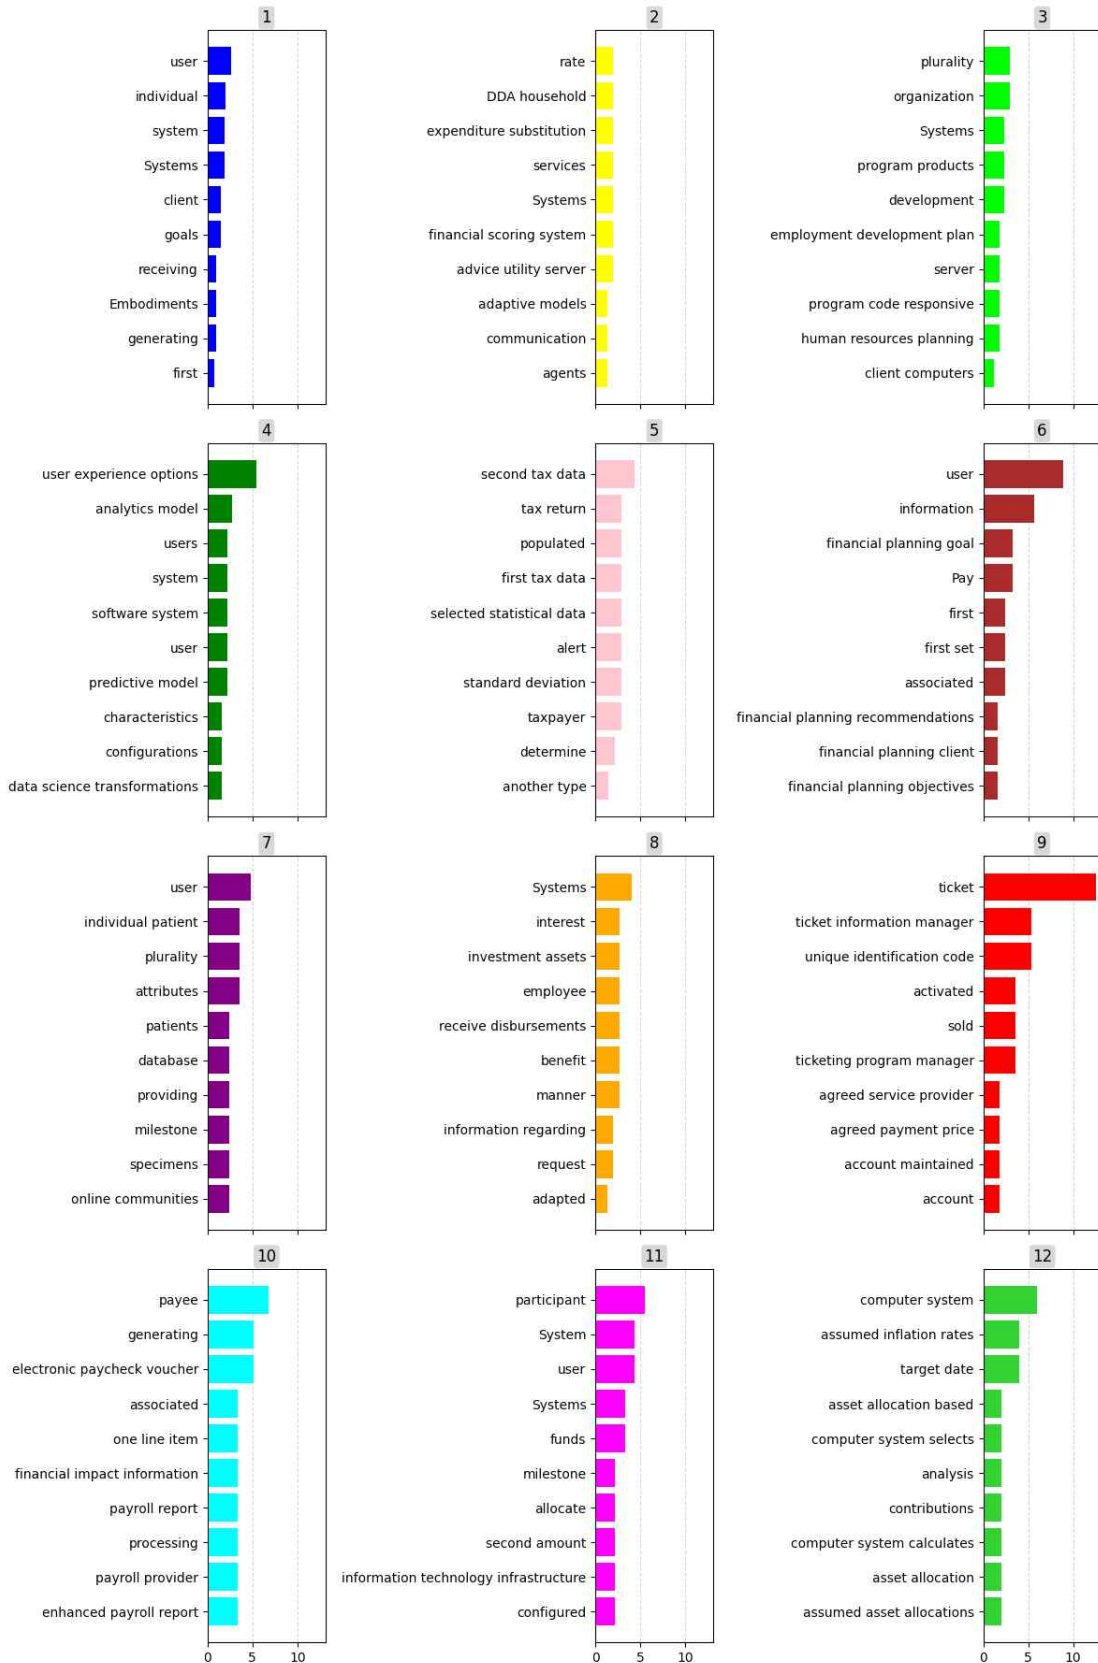 1
user
individual
system
Systems
client
goals
receiving
Embodiments
generating
first
2
rate
DDA household
expenditure substitution
services
Systems
financial scoring system
advice utility server
adaptive models
communication
agents
3
plurality
organization
Systems
program products
development
employment development plan
server
program code responsive
human resources planning
client computers
4
user experience options
analytics model
users
system
software system
user
predictive model
characteristics
configurations
data science transformations
5
second tax data
tax return
populated
first tax data
selected statistical data
alert
standard deviation
taxpayer
determine
another type
6
user
information
financial planning goal
Pay
first
first set
associated
financial planning recommendations
financial planning client
financial planning objectives
7
user
individual patient
plurality
attributes
patients
database
providing
milestone
specimens
online communities
8
Systems
interest
investment assets
employee
receive disbursements
benefit
manner
information regarding
request
adapted
9
ticket
ticket information manager
unique identification code
activated
sold
ticketing program manager
agreed service provider
agreed payment price
account maintained
account
10
payee
generating
electronic paycheck voucher
associated
one line item
financial impact information
payroll report
processing
payroll provider
enhanced payroll report
0 5 10
11
participant
System
user
Systems
funds
milestone
allocate
second amount
information technology infrastructure
configured
0 5 10
12
computer system
assumed inflation rates
target date
asset allocation based
computer system selects
analysis
contributions
computer system calculates
asset allocation
assumed asset allocations
0 5 10